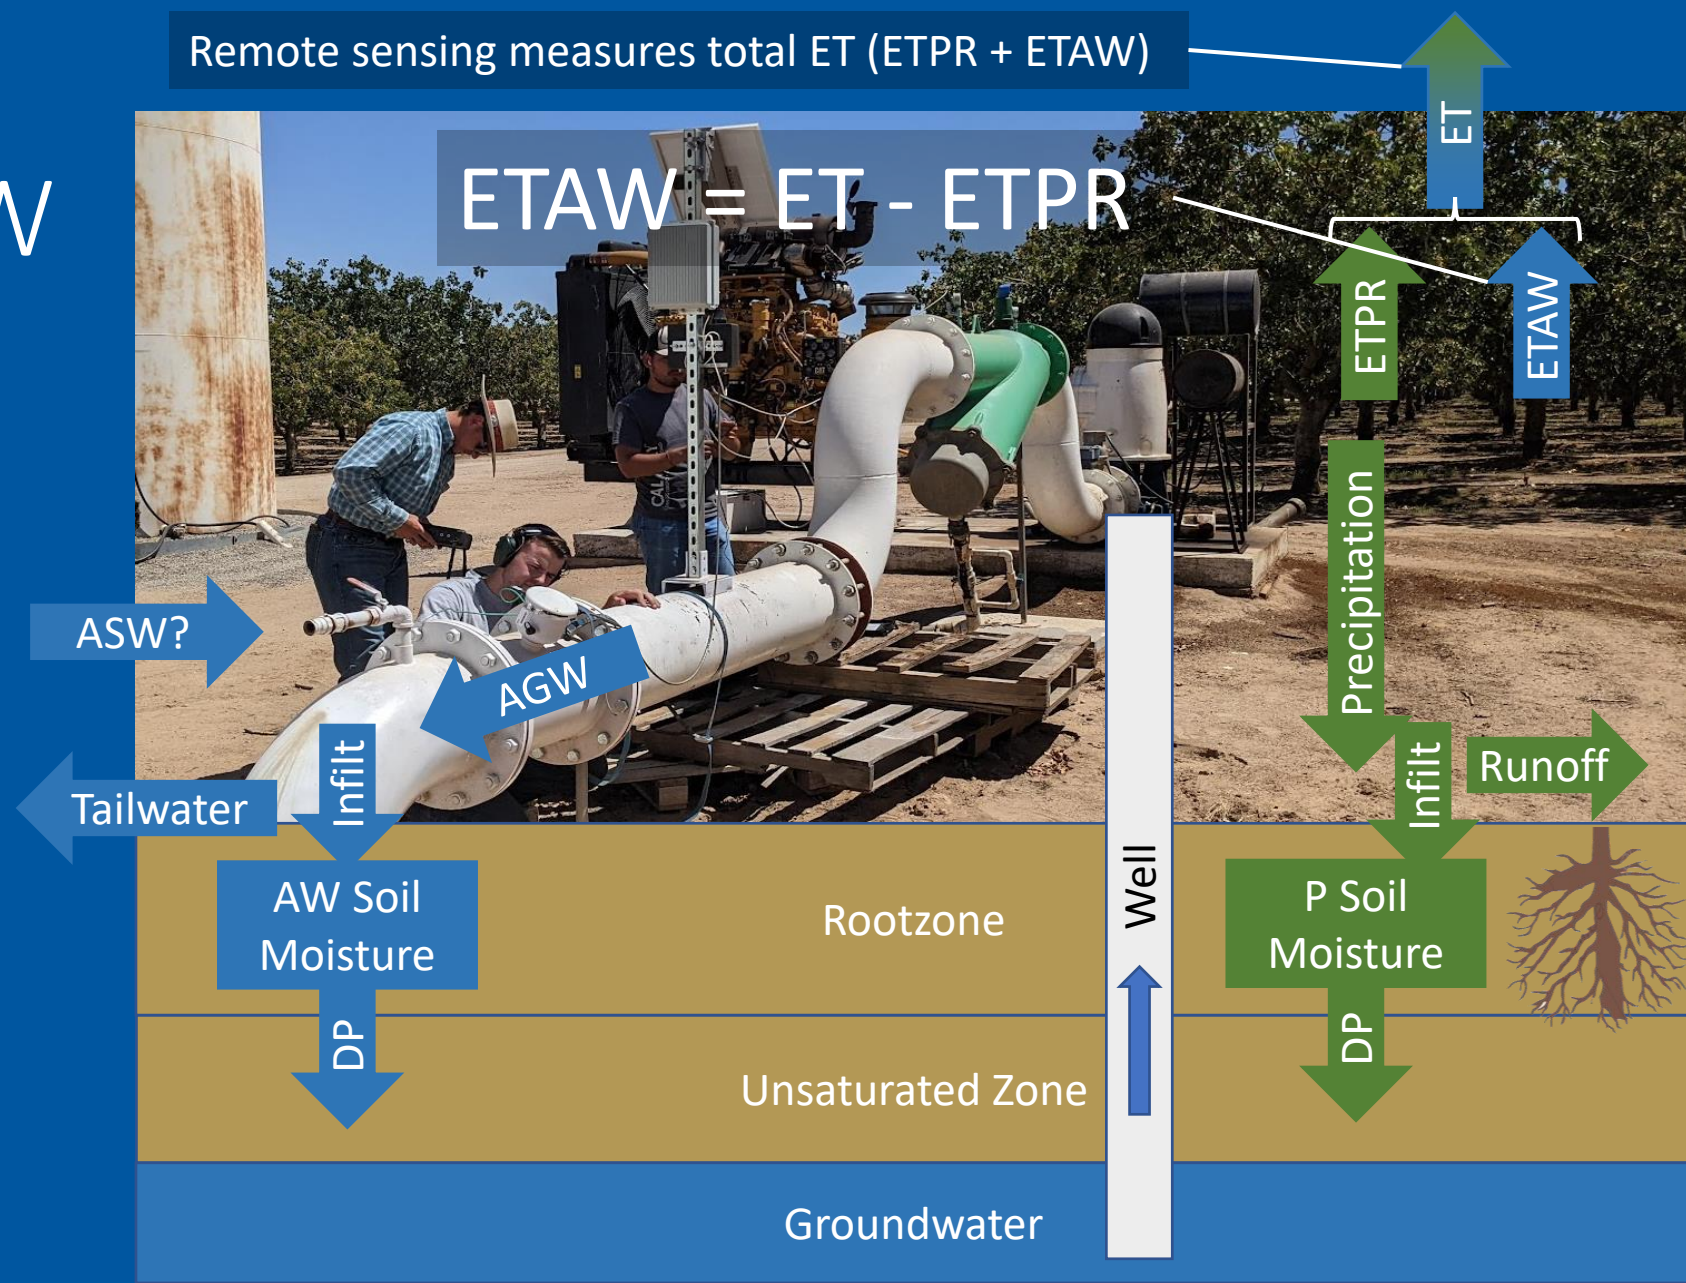 Remote sensing measures total ET (ETPR + ETAW)
W
ETAW = ET - ETPR
ET
ETPR
ETAW
Precipitation
ASW?
AGW
Tailwater
Infilt
Infilt
Runoff
AW Soil
Moisture
Rootzone
Well
P Soil
Moisture
DP
DP
Unsaturated Zone
Groundwater